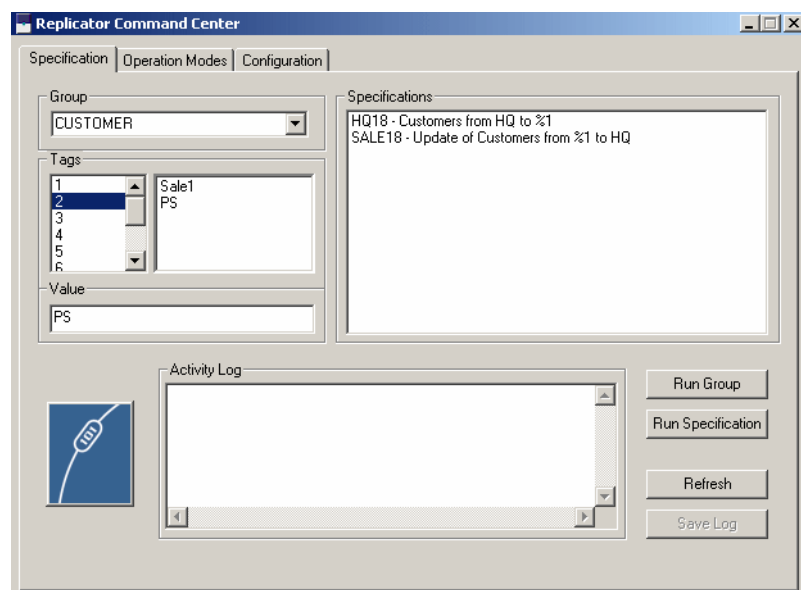 Replicator Command Center
Specification Operation Modes Configuration
Group
CUSTOMER
Tags
1
2
3
4
5
6
Sale1
PS
Value
PS
Specifications
HQ18 - Customers from HQ to %1
SALE18 - Update of Customers from %1 to HQ
Activity Log
101
Run Group
Run Specification
Refresh
Save Log